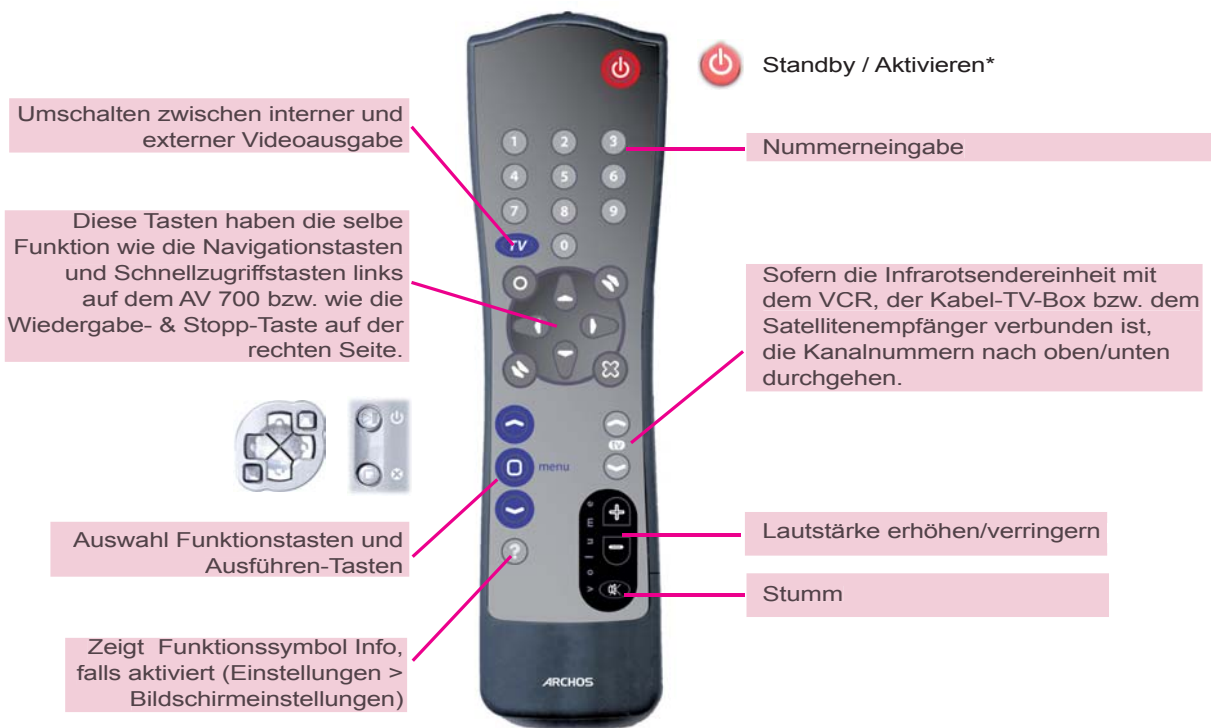 Standby / Aktivieren*
Umschalten zwischen interner und
externer Videoausgabe
Nummerneingabe
Diese Tasten haben die selbe
Funktion wie die Navigationstasten
und Schnellzugriffstasten links
auf dem AV 700 bzw. wie die
Wiedergabe- & Stopp-Taste auf der
rechten Seite.
Sofern die Infrarotsendereinheit mit
dem VCR, der Kabel-TV-Box bzw. dem
Satellitenempfänger verbunden ist,
die Kanalnummern nach oben/unten
durchgehen.
Auswahl Funktionstasten und
Ausführen-Tasten
Lautstärke erhöhen/verringern
Stumm
Zeigt Funktionssymbol Info,
falls aktiviert (Einstellungen >
Bildschirmeinstellungen)
1 2 3
4 5 6
7 8 9
TV 0
tv
menu
volume
?
ARCHOS